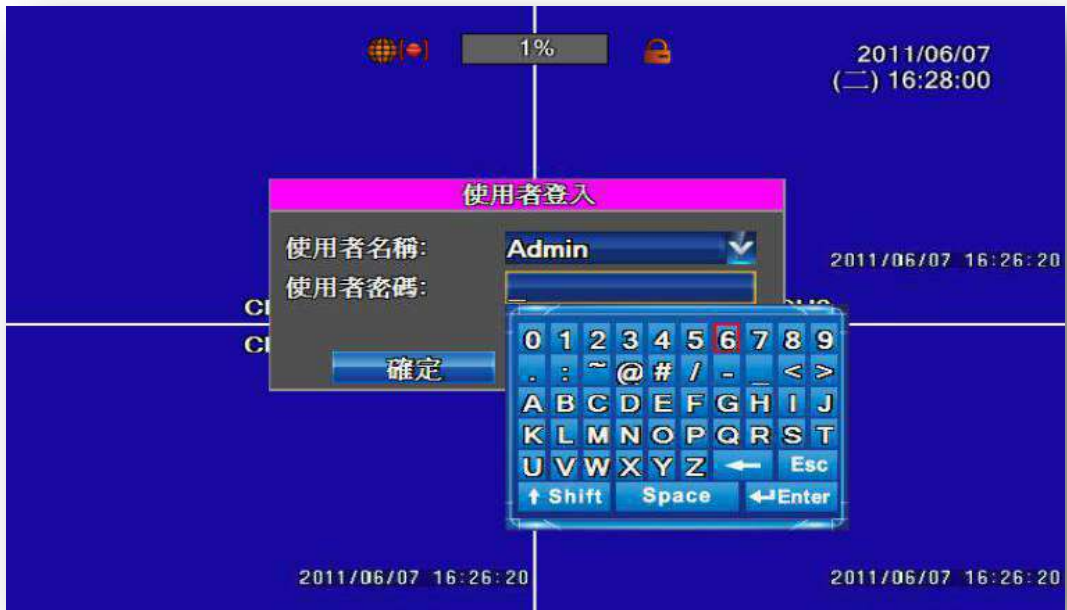 1%
2011/06/07
(二) 16:28:00
使用者登入
使用者名稱: Admin
使用者密碼: _
2011/06/07 16:26:20
確定
0 1 2 3 4 5 6 7 8 9
. : ~ @ # / - _ < >
A B C D E F G H I J
K L M N O P Q R S T
U V W X Y Z ← Esc
↑ Shift Space ↵Enter
2011/06/07 16:26:20
2011/06/07 16:26:20